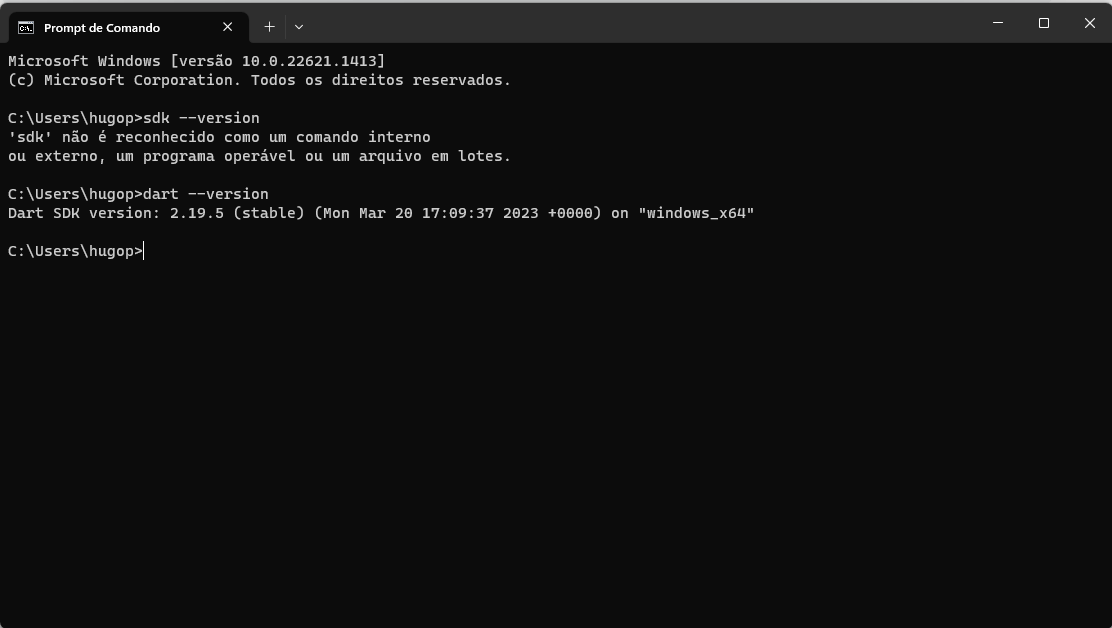 Prompt de Comando
Microsoft Windows [versão 10.0.22621.1413]
(c) Microsoft Corporation. Todos os direitos reservados.
C:\Users\hugop>sdk --version
'sdk' não é reconhecido como um comando interno
ou externo, um programa operável ou um arquivo em lotes.
C:\Users\hugop>dart --version
Dart SDK version: 2.19.5 (stable) (Mon Mar 20 17:09:37 2023 +0000) on "windows_x64"
C:\Users\hugop>